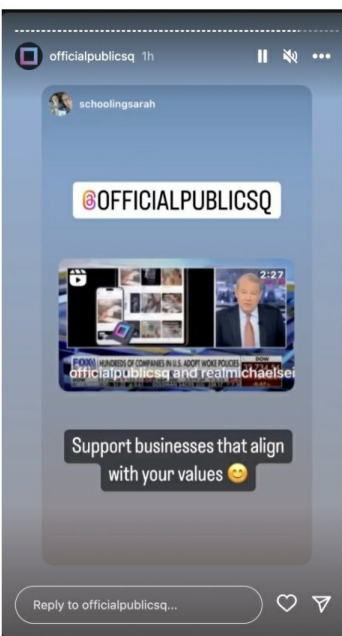 officialpublicsq 1h
schoolingsarah
@OFFICIALPUBLICSQ
2:27
FOX
HUNDREDS OF COMPANIES IN U.S. ADOPT WOKE POLICIES
DOW
officialpublicsq and realmichaelsei
Support businesses that align
with your values 😊
Reply to officialpublicsq...